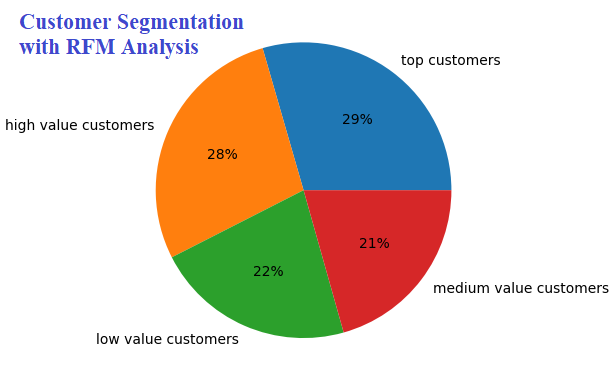 Customer Segmentation
with RFM Analysis
top customers
29%
high value customers
28%
21%
22%
medium value customers
low value customers